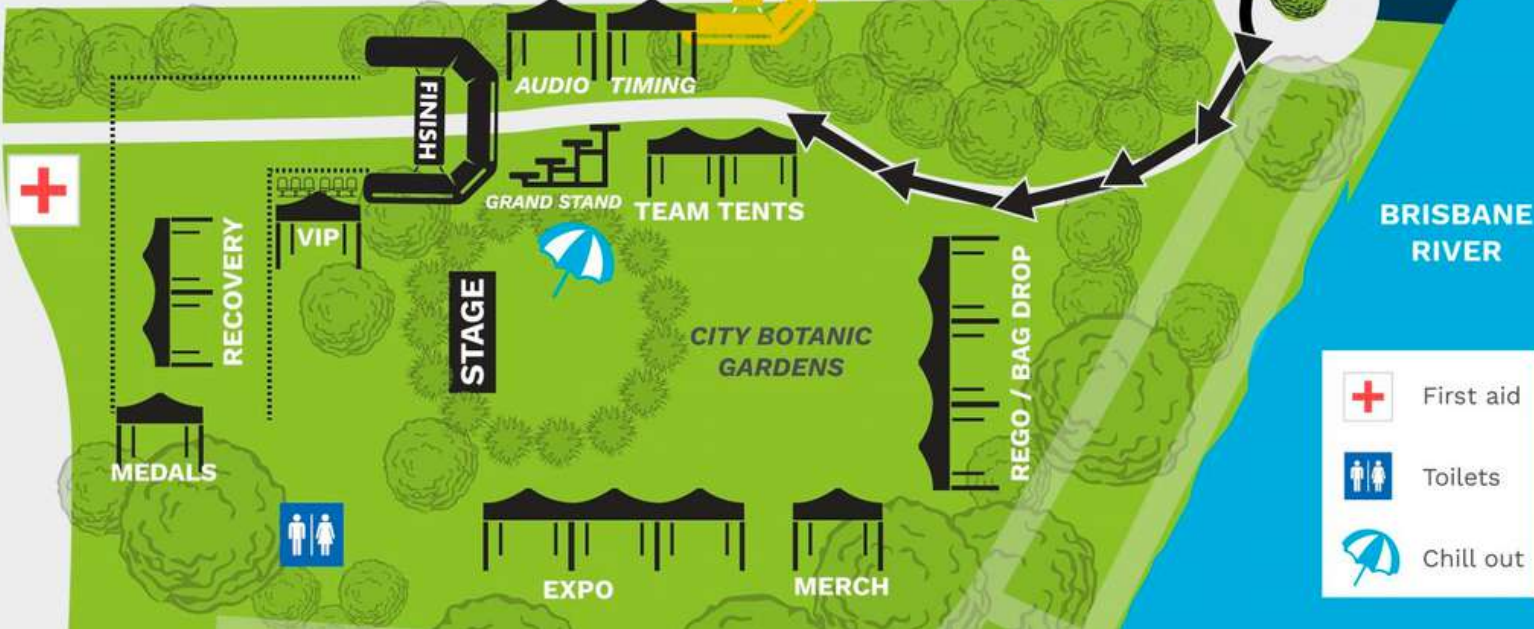 AUDIO
TIMING
FINISH
GRAND STAND
TEAM TENTS
VIP
RECOVERY
STAGE
CITY BOTANIC
GARDENS
REGO / BAG DROP
BRISBANE
RIVER
MEDALS
EXPO
MERCH
First aid
Toilets
Chill out